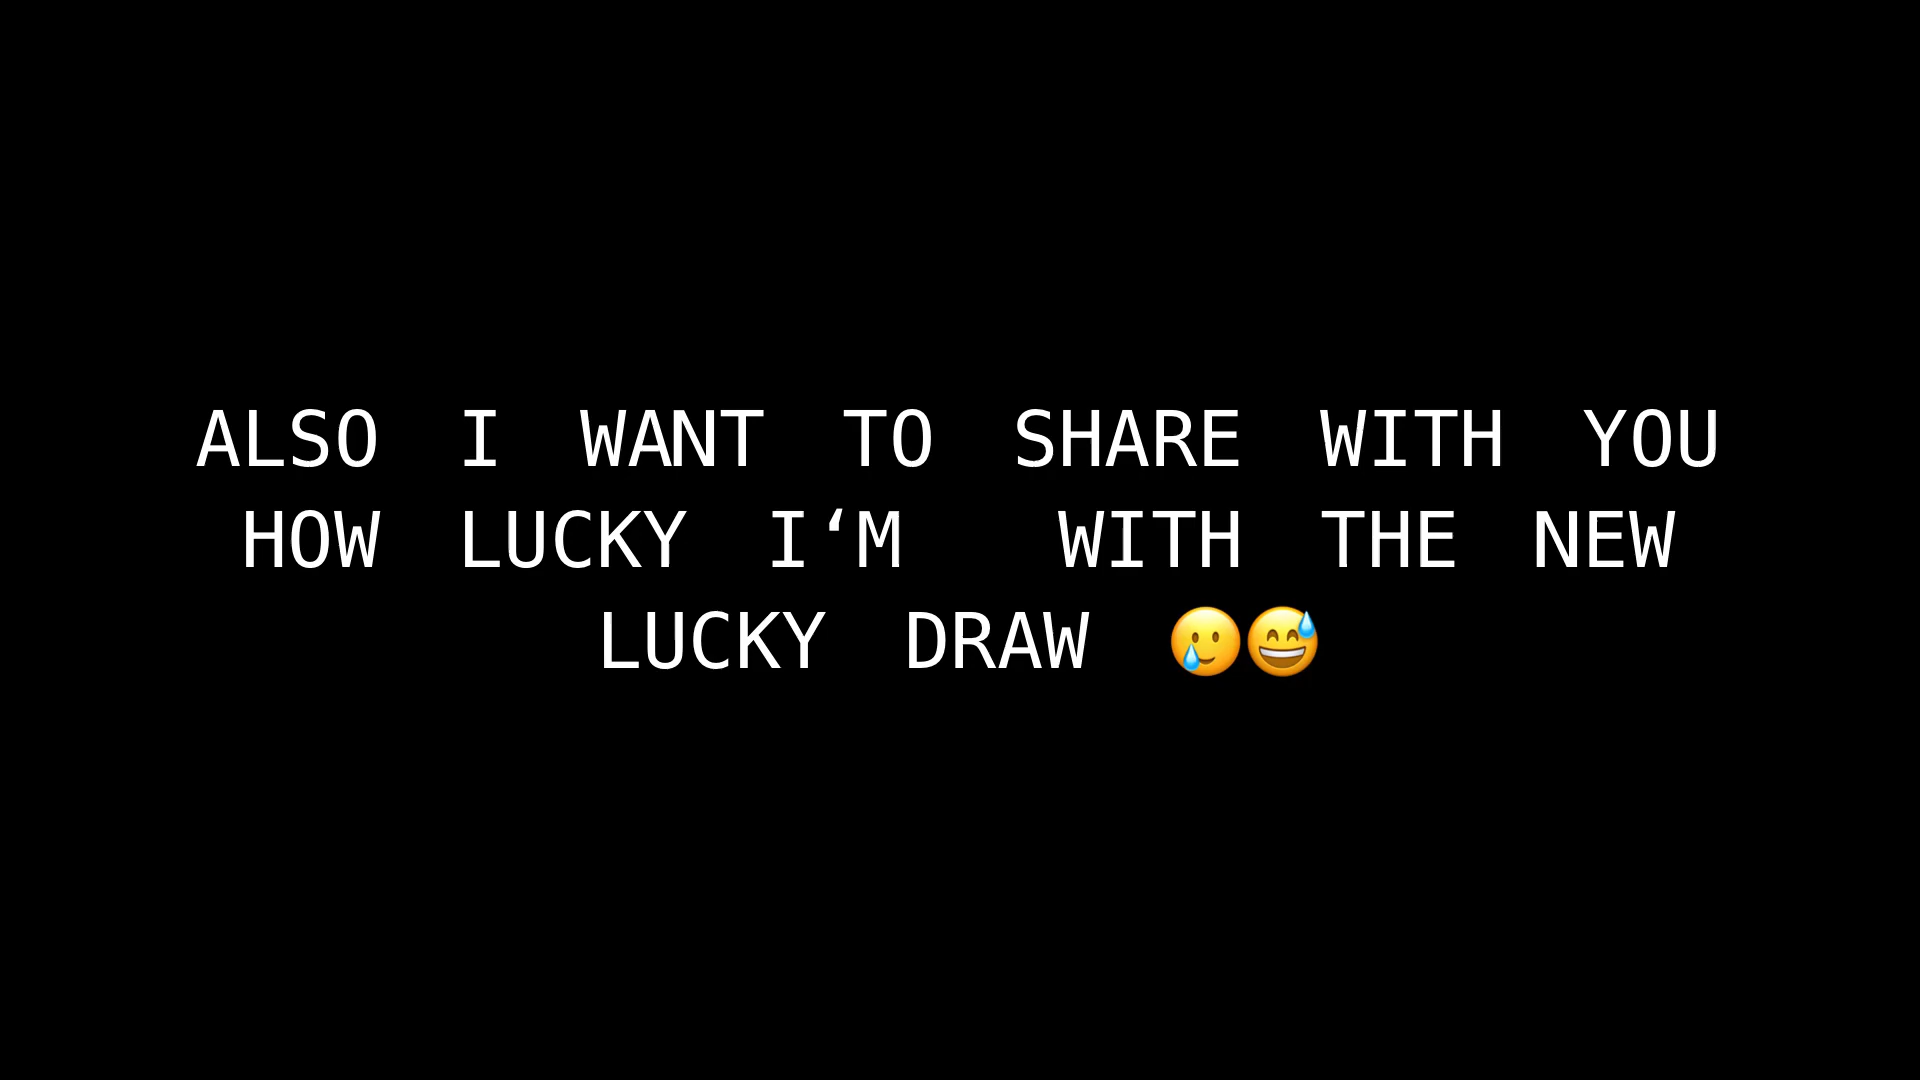 ALSO I WANT TO SHARE WITH YOU
HOW LUCKY I‘M WITH THE NEW
LUCKY DRAW 🥲😅